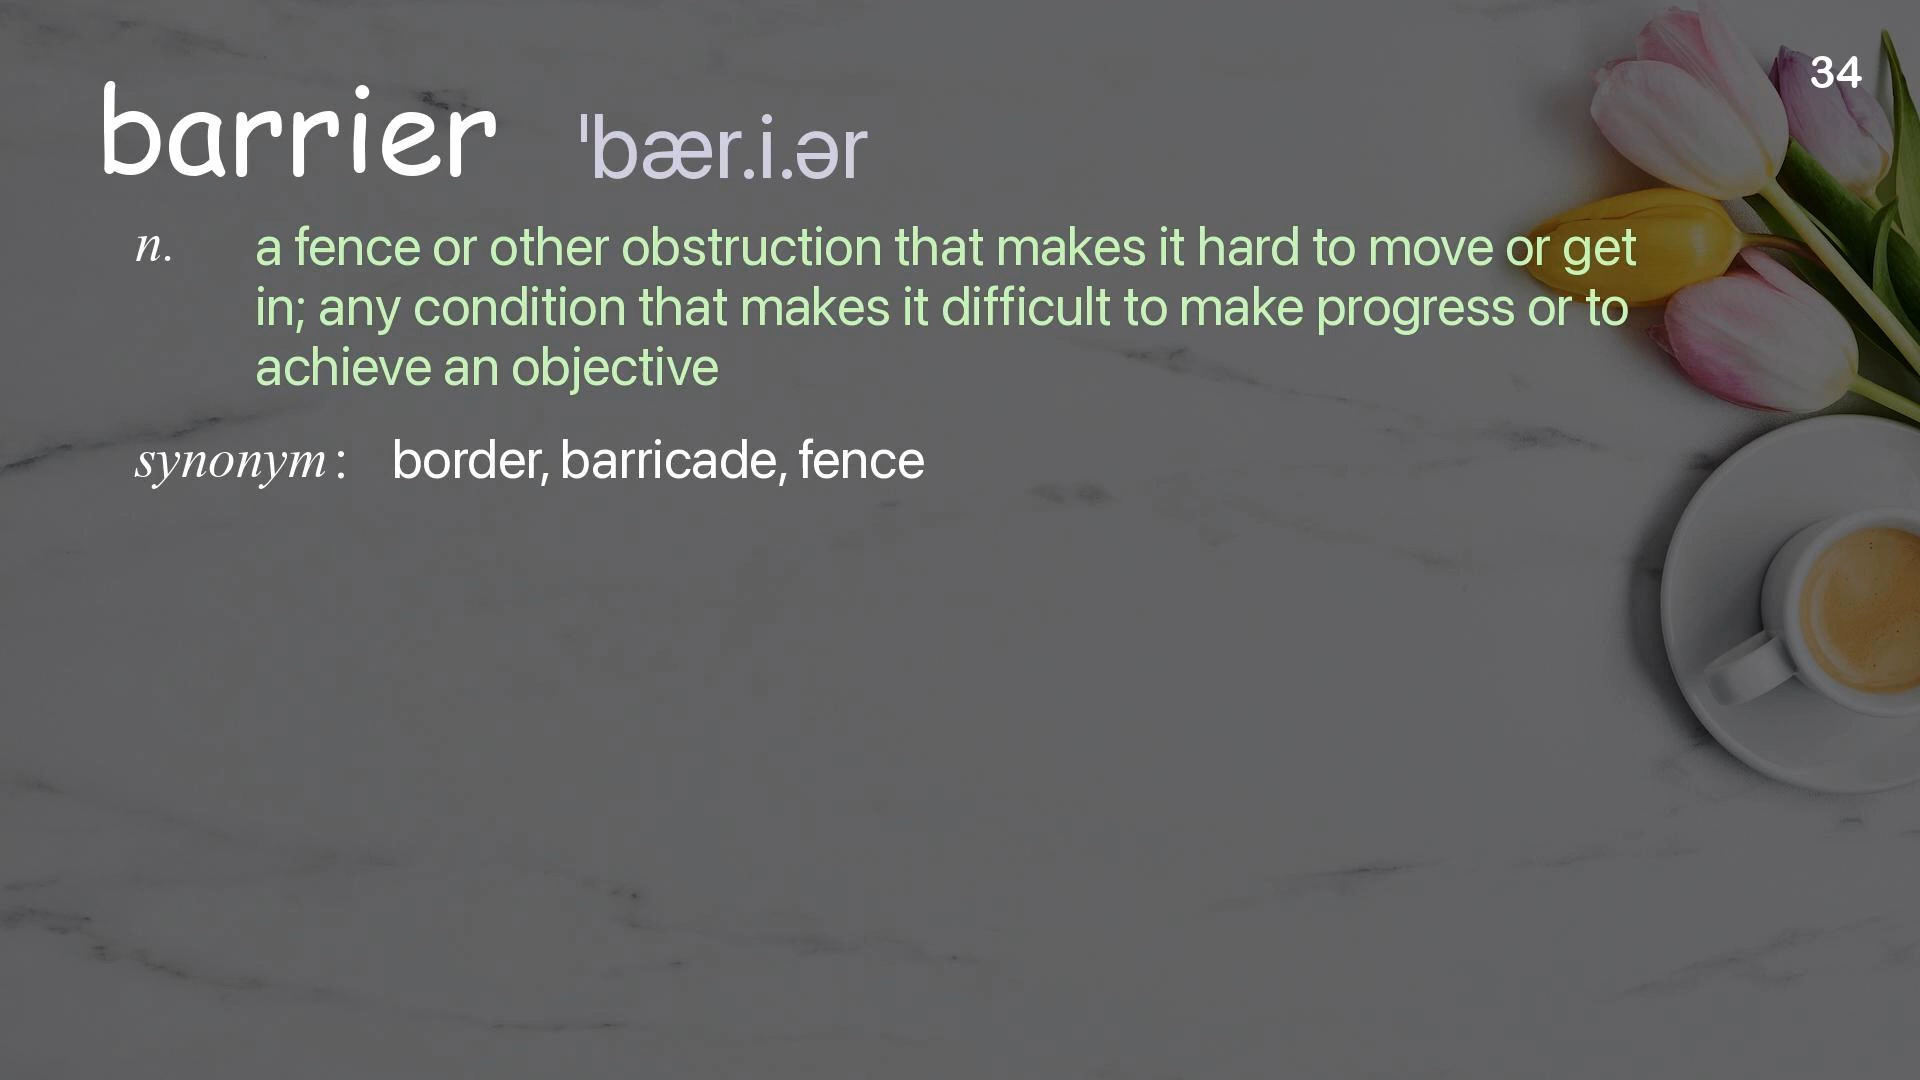 34
barrier ˈbær.i.ər
n. a fence or other obstruction that makes it hard to move or get
in; any condition that makes it difficult to make progress or to
achieve an objective
synonym: border, barricade, fence